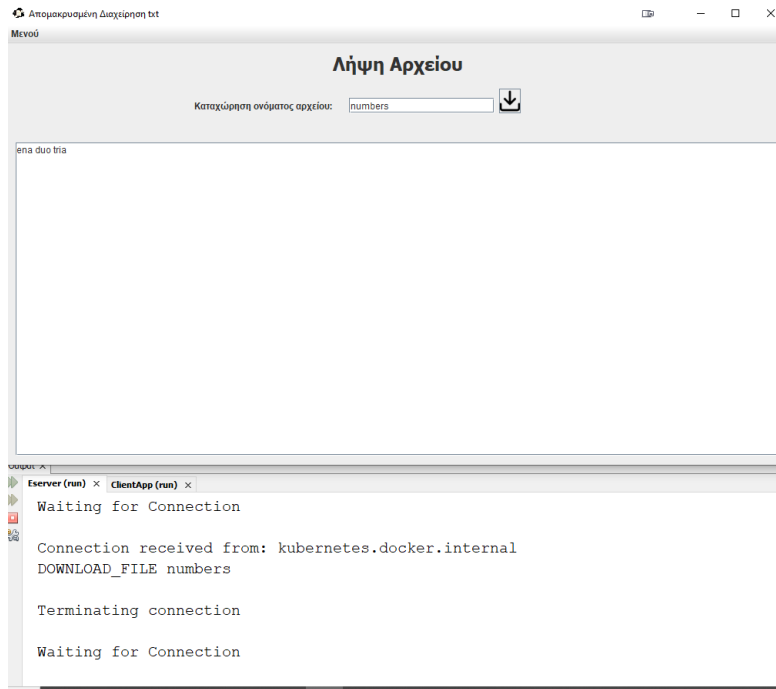 Απομακρυσμένη Διαχείρηση txt
Μενού
Λήψη Αρχείου
Καταχώρηση ονόματος αρχείου: numbers
ena duo tria
Output ×
Eserver (run) × ClientApp (run) ×
Waiting for Connection
Connection received from: kubernetes.docker.internal
DOWNLOAD_FILE numbers
Terminating connection
Waiting for Connection